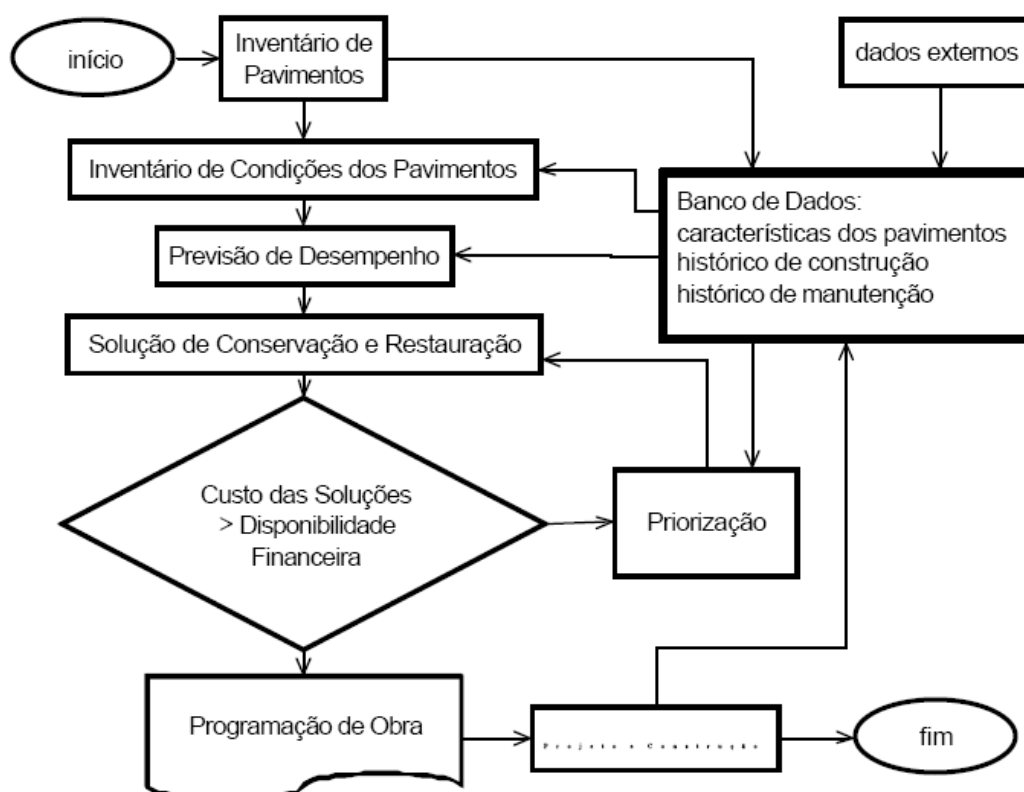 início
Inventário de
Pavimentos
dados externos
Inventário de Condições dos Pavimentos
Banco de Dados:
características dos pavimentos
histórico de construção
histórico de manutenção
Previsão de Desempenho
Solução de Conservação e Restauração
Custo das Soluções
> Disponibilidade
Financeira
Priorização
Programação de Obra
Projeto e Construção
fim